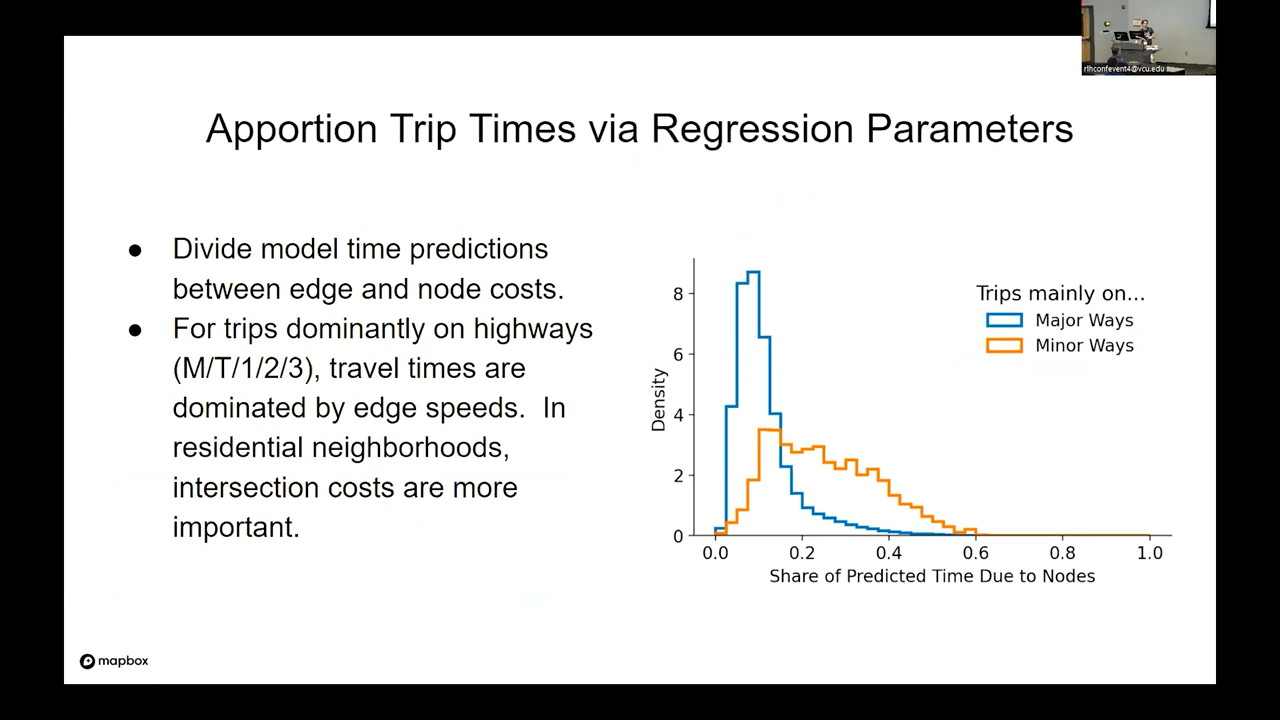 rlhconfevent4@vcu.edu
Apportion Trip Times via Regression Parameters
● Divide model time predictions
between edge and node costs.
● For trips dominantly on highways
(M/T/1/2/3), travel times are
dominated by edge speeds.  In
residential neighborhoods,
intersection costs are more
important.
Trips mainly on...
Major Ways
Minor Ways
Density
8
6
4
2
0
0.0 0.2 0.4 0.6 0.8 1.0
Share of Predicted Time Due to Nodes
mapbox